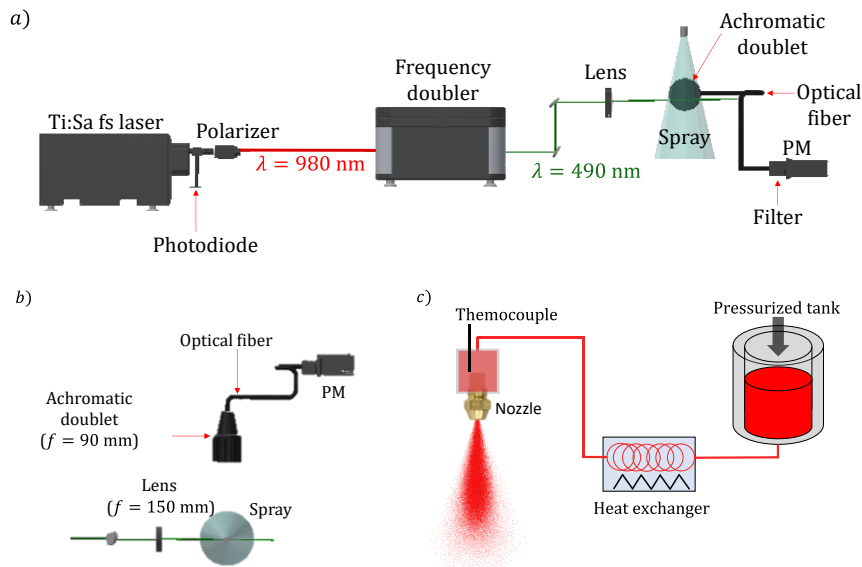 a)
Achromatic
doublet
Frequency
doubler
Lens
Ti:Sa fs laser
Polarizer
Optical
fiber
Spray
PM
λ = 980 nm
λ = 490 nm
Filter
Photodiode
b)
Optical fiber
PM
Achromatic
doublet
(f = 90 mm)
Lens
(f = 150 mm)
Spray
c)
Themocouple
Pressurized tank
Nozzle
Heat exchanger